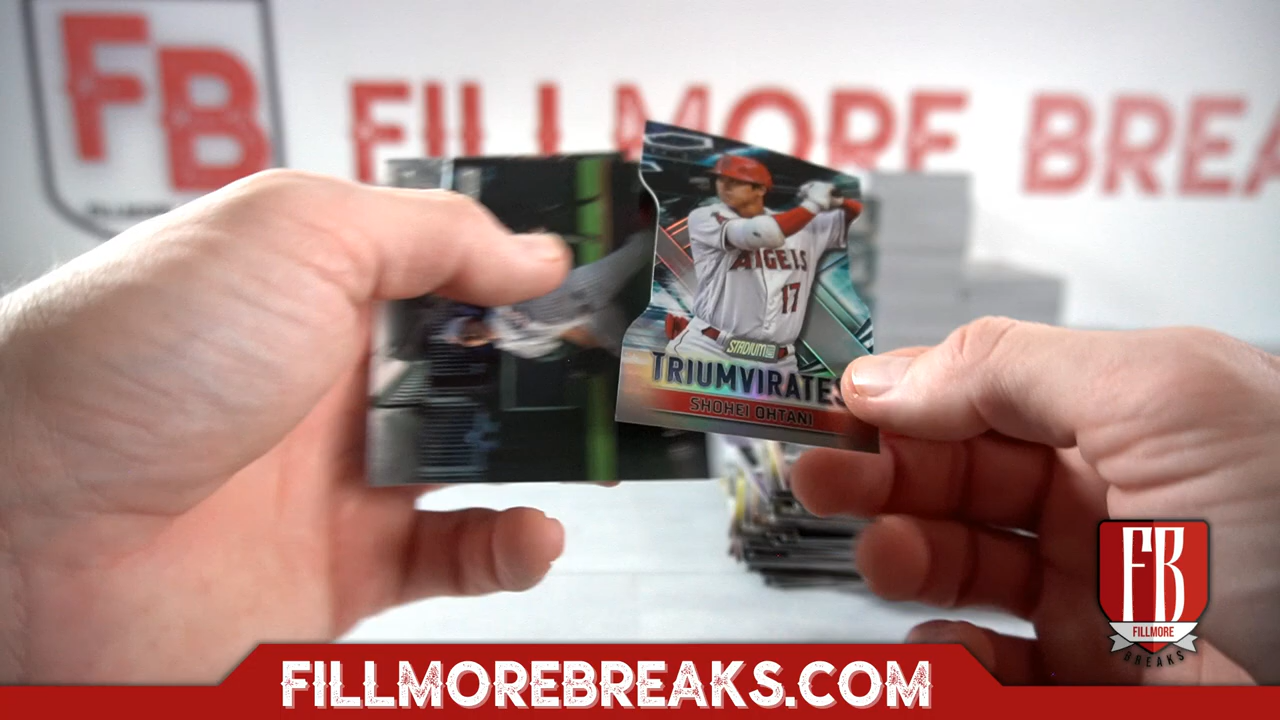 FB
FILLMORE BREA
ANGELS
17
STADIUM
TRIUMVIRATES
SHOHEI OHTANI
FB
FILLMORE
BREAKS
FILLMOREBREAKS.COM